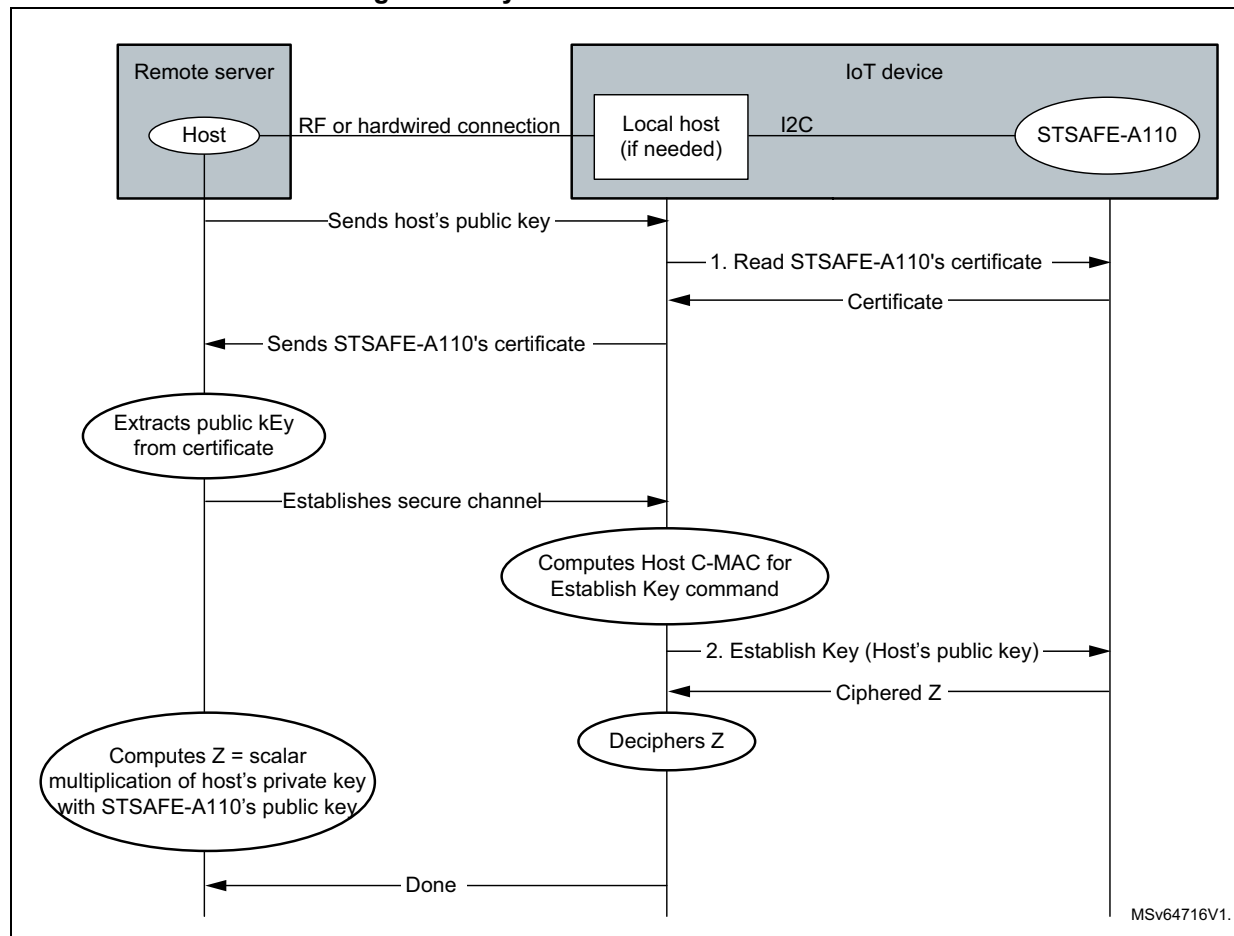 Remote server
IoT device
Host
RF or hardwired connection
Local host
(if needed)
I2C
STSAFE-A110
Sends host's public key
1. Read STSAFE-A110's certificate
Certificate
Sends STSAFE-A110's certificate
Extracts public kEy
from certificate
Establishes secure channel
Computes Host C-MAC for
Establish Key command
2. Establish Key (Host's public key)
Ciphered Z
Deciphers Z
Computes Z = scalar
multiplication of host's private key
with STSAFE-A110's public key
Done
MSv64716V1.